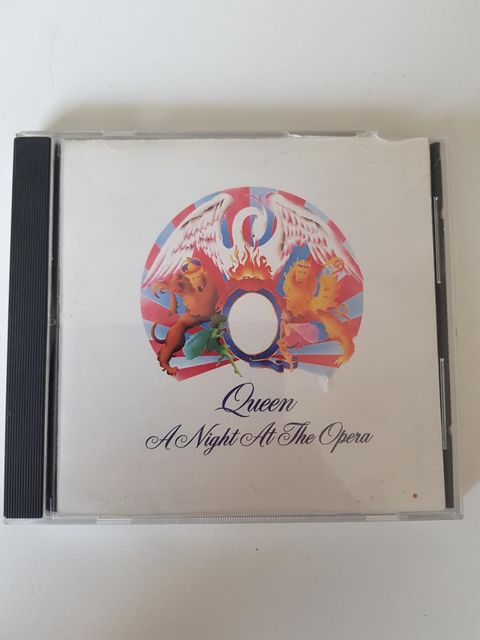 Queen
A Night At The Opera